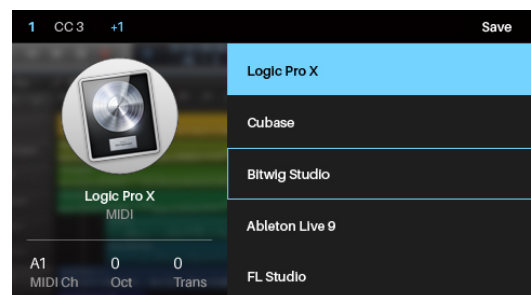 1 CC 3 +1 Save
Logic Pro X
MIDI
A1 0 0
MIDI Ch Oct Trans
Logic Pro X
Cubase
Bitwig Studio
Ableton Live 9
FL Studio